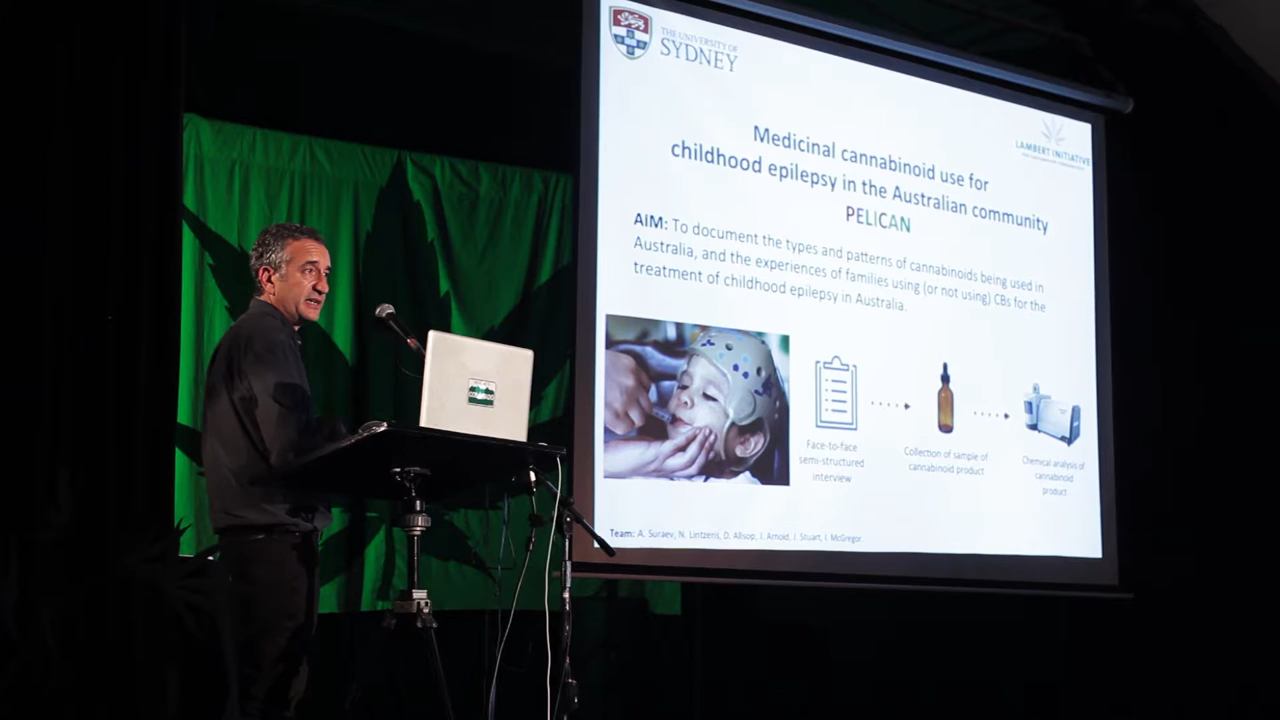 THE UNIVERSITY OF
SYDNEY
LAMBERT INITIATIVE
Medicinal cannabinoid use for
childhood epilepsy in the Australian community
PELICAN
AIM: To document the types and patterns of cannabinoids being used in
Australia, and the experiences of families using (or not using) CBs for the
treatment of childhood epilepsy in Australia.
Face-to-face
semi-structured
interview
Collection of sample of
cannabinoid product
Chemical analysis of
cannabinoid
product
Team: A. Suraev, N. Lintzeris, D. Allsop, J. Arnold, J. Stuart, I. McGregor.